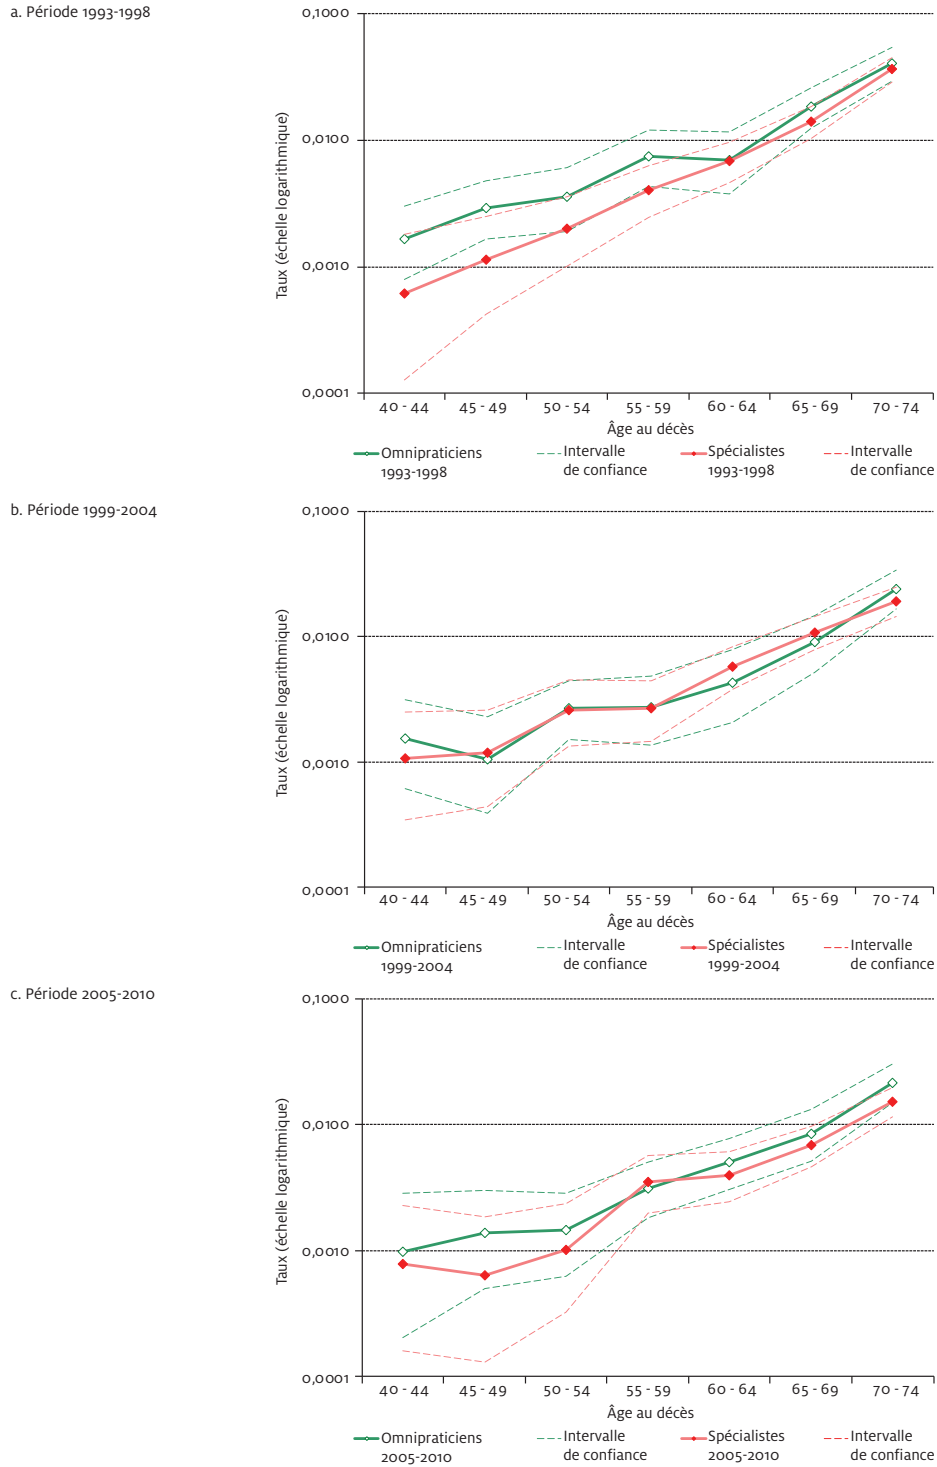 a. Période 1993-1998
0,1000
0,0100
0,0010
0,0001
Taux (échelle logarithmique)
40 - 44 45 - 49 50 - 54 55 - 59 60 - 64 65 - 69 70 - 74
Âge au décès
Omnipraticiens Intervalle Spécialistes Intervalle
1993-1998 de confiance 1993-1998 de confiance
b. Période 1999-2004
0,1000
0,0100
0,0010
0,0001
Taux (échelle logarithmique)
40 - 44 45 - 49 50 - 54 55 - 59 60 - 64 65 - 69 70 - 74
Âge au décès
Omnipraticiens Intervalle Spécialistes Intervalle
1999-2004 de confiance 1999-2004 de confiance
c. Période 2005-2010
0,1000
0,0100
0,0010
0,0001
Taux (échelle logarithmique)
40 - 44 45 - 49 50 - 54 55 - 59 60 - 64 65 - 69 70 - 74
Âge au décès
Omnipraticiens Intervalle Spécialistes Intervalle
2005-2010 de confiance 2005-2010 de confiance